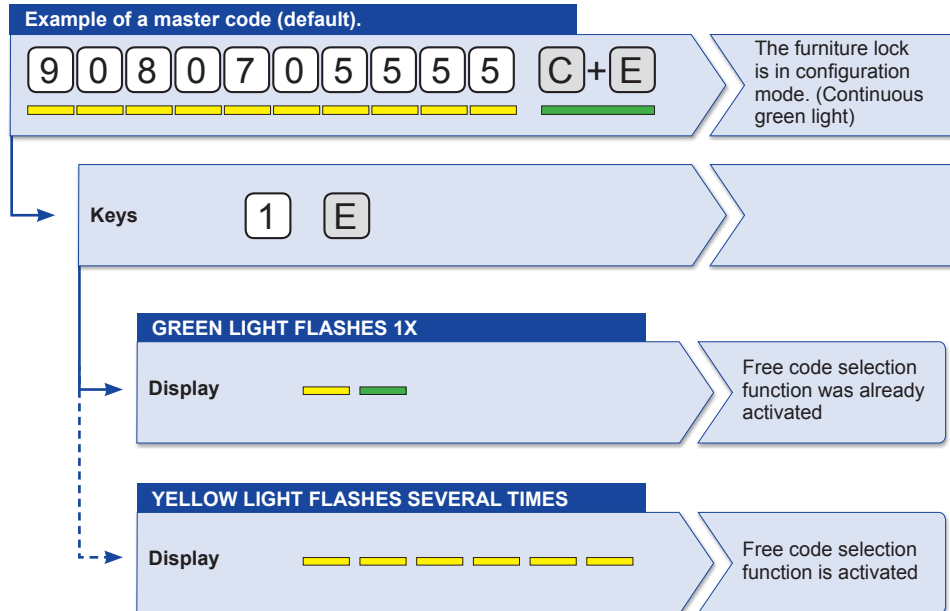 Example of a master code (default).
9 0 8 0 7 0 5 5 5 5 C + E
The furniture lock
is in configuration
mode. (Continuous
green light)
Keys 1 E
GREEN LIGHT FLASHES 1X
Display
Free code selection
function was already
activated
YELLOW LIGHT FLASHES SEVERAL TIMES
Display
Free code selection
function is activated